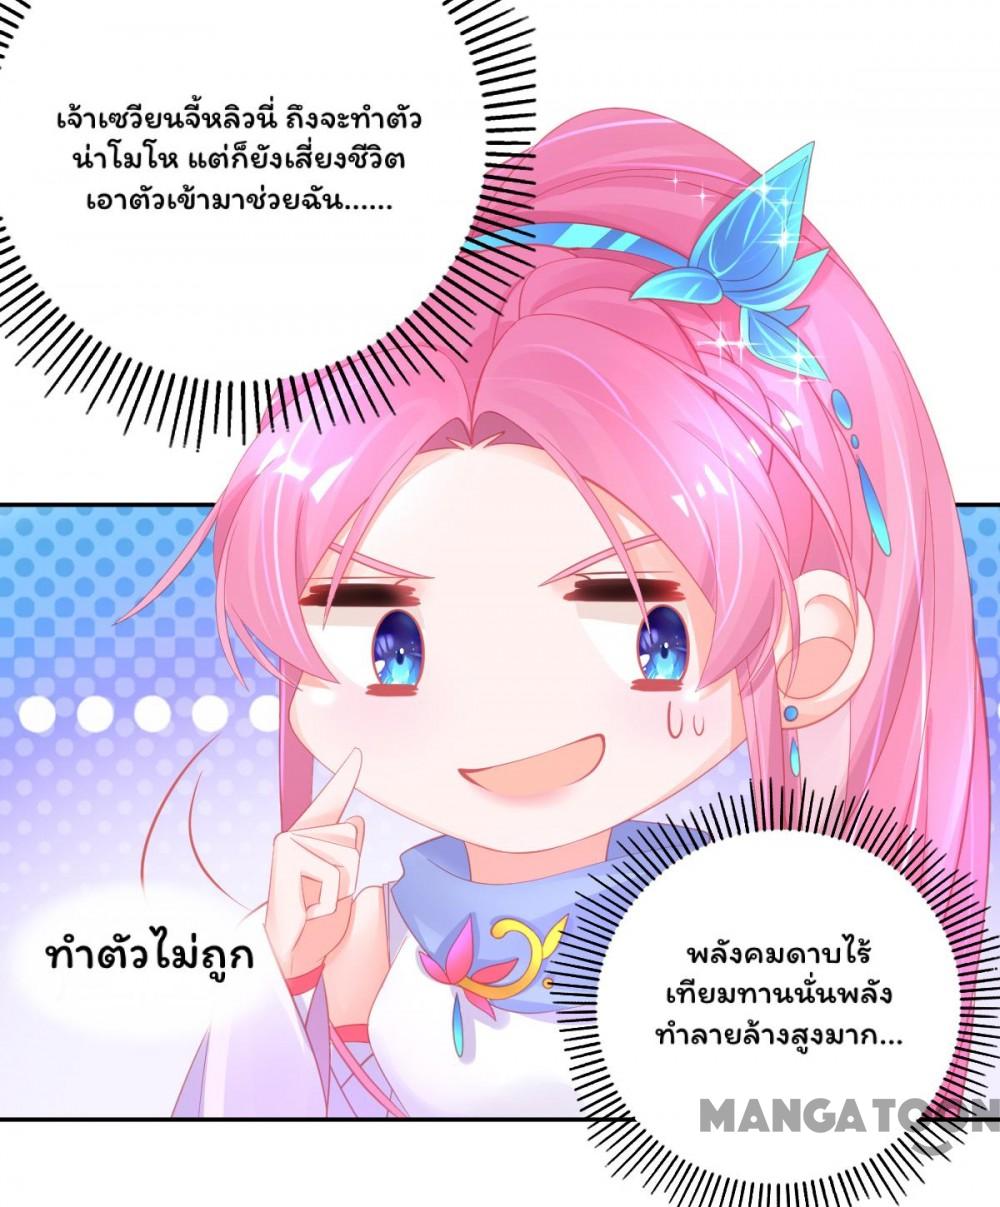 เจ้าเซวียนจี้หลิวนี่ ถึงจะทำตัว
น่าโมโห แต่ก็ยังเสี่ยงชีวิต
เอาตัวเข้ามาช่วยฉัน......
ทำตัวไม่ถูก
พลังคมดาบไร้
เทียมทานนั่นพลัง
ทำลายล้างสูงมาก...
MANGATOON